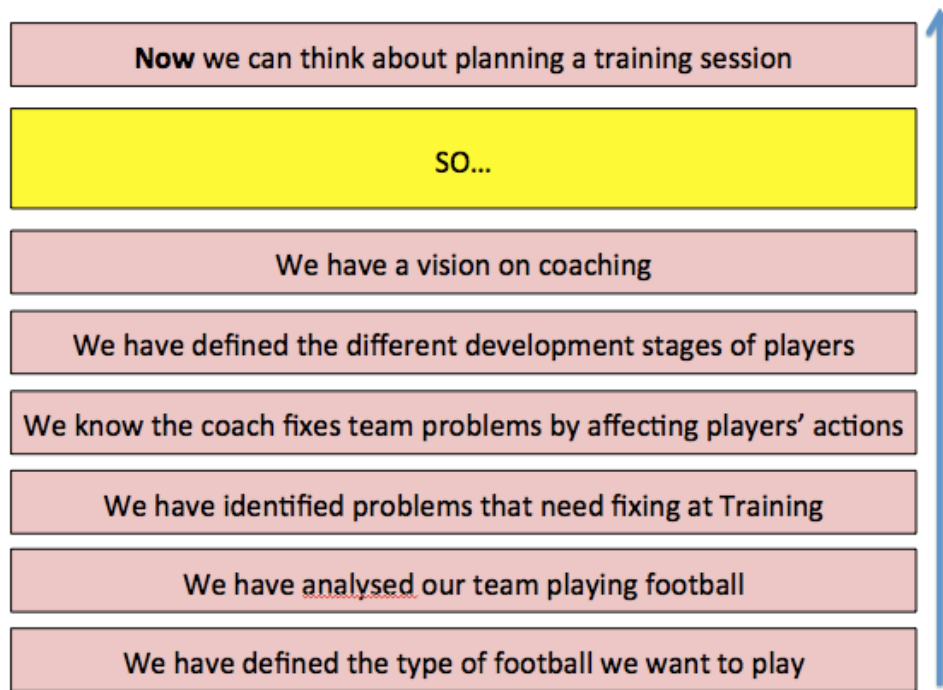 Now we can think about planning a training session
SO...
We have a vision on coaching
We have defined the different development stages of players
We know the coach fixes team problems by affecting players’ actions
We have identified problems that need fixing at Training
We have analysed our team playing football
We have defined the type of football we want to play